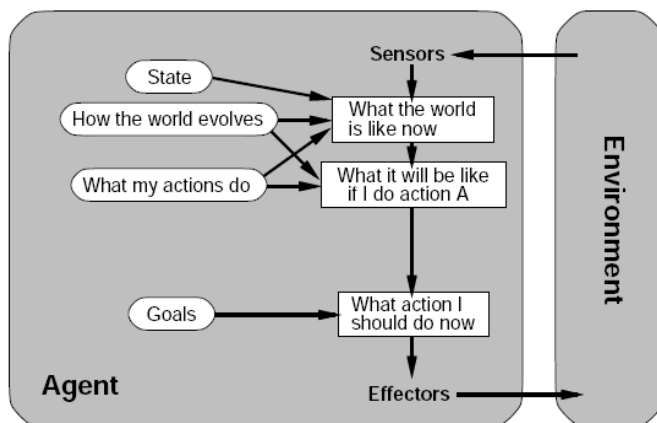 Sensors
State
What the world
is like now
How the world evolves
What it will be like
if I do action A
What my actions do
Environment
What action I
should do now
Goals
Agent
Effectors